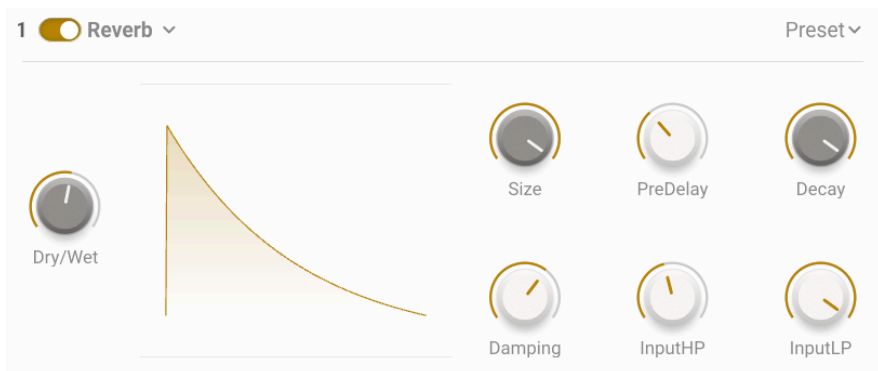 1 Reverb Preset
Size PreDelay Decay
Dry/Wet
Damping InputHP InputLP